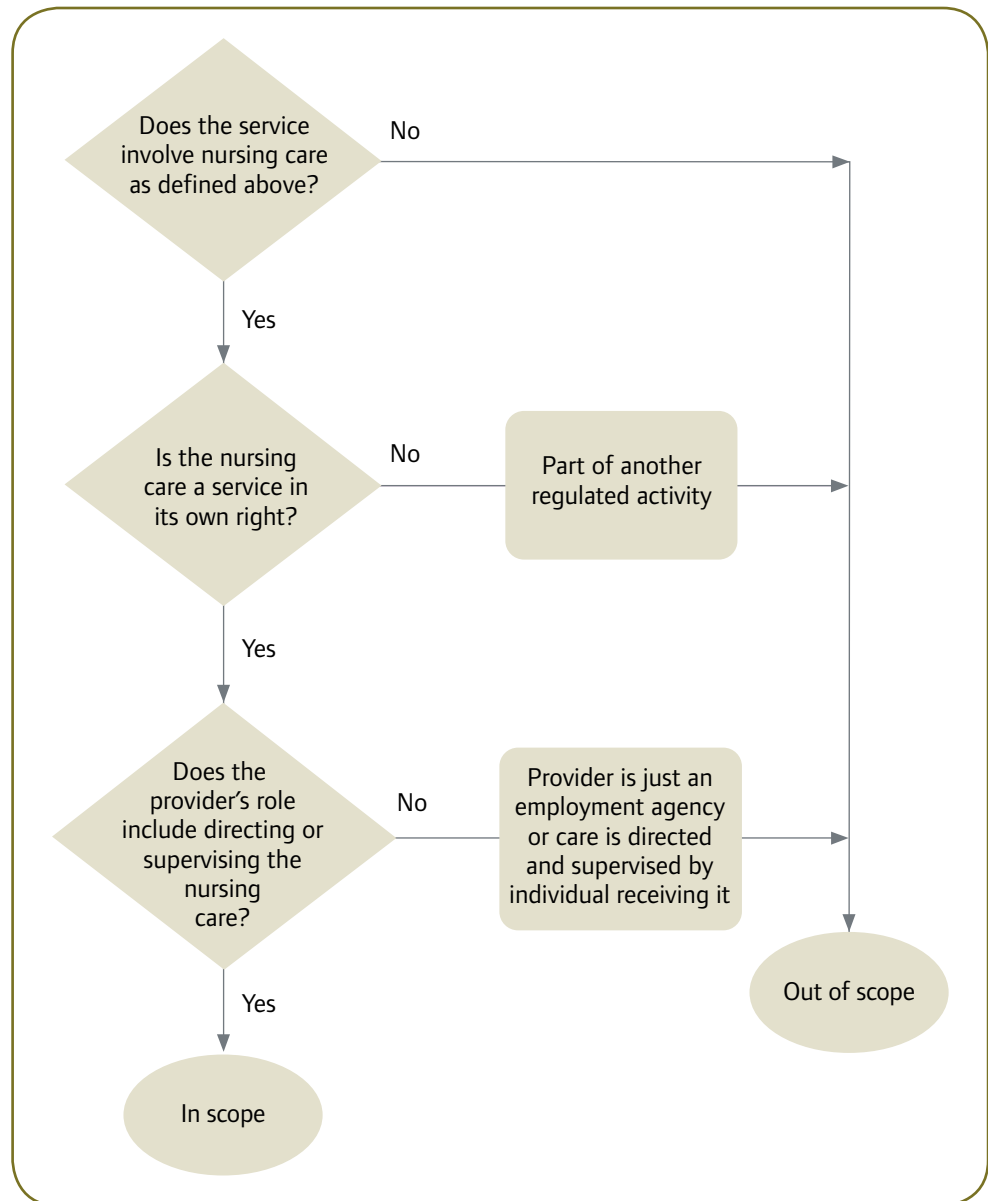 Does the service
involve nursing care
as defined above?
No
Yes
Is the nursing
care a service in
its own right?
No
Part of another
regulated activity
Yes
Does the
provider’s role
include directing or
supervising the
nursing
care?
No
Provider is just an
employment agency
or care is directed
and supervised by
individual receiving it
Yes
Out of scope
In scope